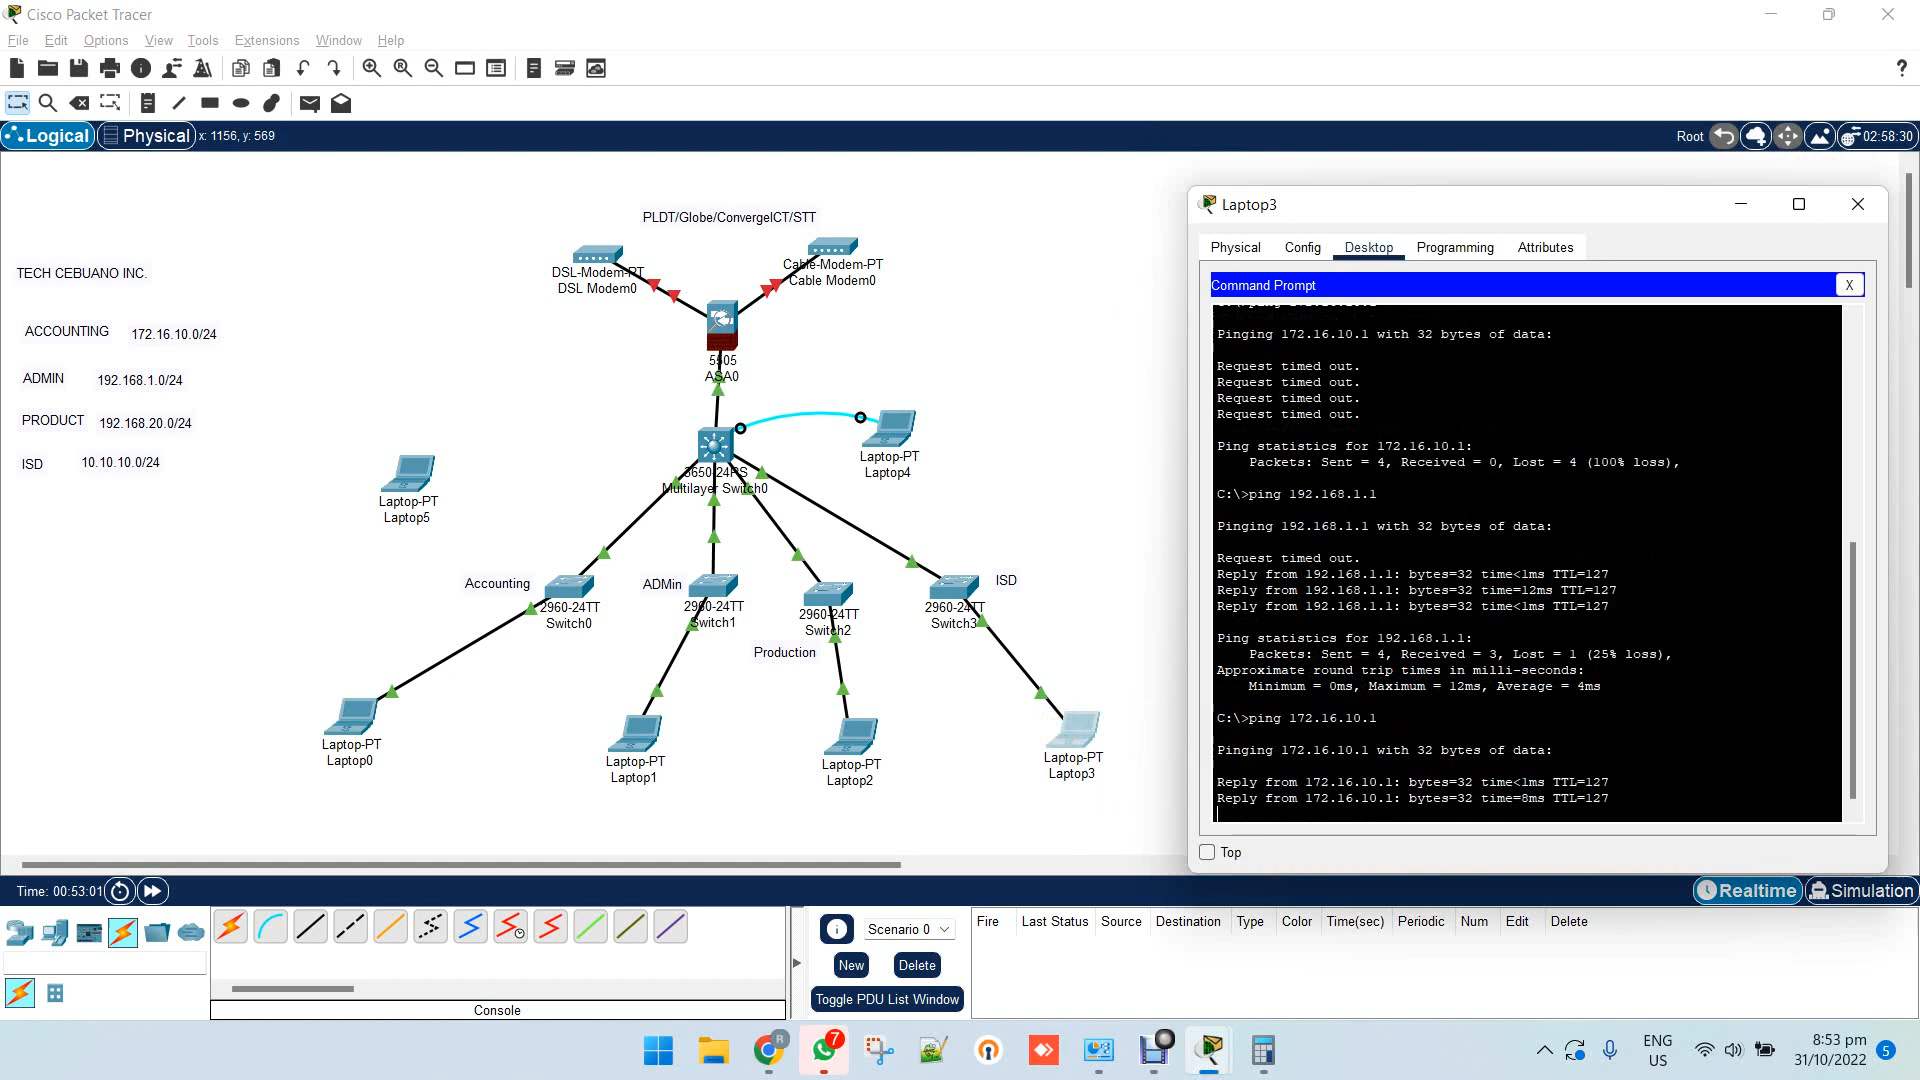 Cisco Packet Tracer
File Edit Options View Tools Extensions Window Help
?
Logical Physical x: 1156, y: 569
Root 02:58:30
PLDT/Globe/ConvergeICT/STT
DSL-Modem-PT
DSL Modem0
Cable-Modem-PT
Cable Modem0
TECH CEBUANO INC.
ACCOUNTING 172.16.10.0/24
ADMIN 192.168.1.0/24
PRODUCT 192.168.20.0/24
ISD 10.10.10.0/24
5505
ASA0
3650-24PS
Multilayer Switch0
Laptop-PT
Laptop4
Laptop-PT
Laptop5
Accounting
2960-24TT
Switch0
ADMin
2960-24TT
Switch1
2960-24TT
Switch2
Production
2960-24TT
Switch3
ISD
Laptop-PT
Laptop0
Laptop-PT
Laptop1
Laptop-PT
Laptop2
Laptop-PT
Laptop3
Laptop3
Physical Config Desktop Programming Attributes
Command Prompt X
Pinging 172.16.10.1 with 32 bytes of data:
Request timed out.
Request timed out.
Request timed out.
Request timed out.
Ping statistics for 172.16.10.1:
Packets: Sent = 4, Received = 0, Lost = 4 (100% loss),
C:\>ping 192.168.1.1
Pinging 192.168.1.1 with 32 bytes of data:
Request timed out.
Reply from 192.168.1.1: bytes=32 time<1ms TTL=127
Reply from 192.168.1.1: bytes=32 time=12ms TTL=127
Reply from 192.168.1.1: bytes=32 time<1ms TTL=127
Ping statistics for 192.168.1.1:
Packets: Sent = 4, Received = 3, Lost = 1 (25% loss),
Approximate round trip times in milli-seconds:
Minimum = 0ms, Maximum = 12ms, Average = 4ms
C:\>ping 172.16.10.1
Pinging 172.16.10.1 with 32 bytes of data:
Reply from 172.16.10.1: bytes=32 time<1ms TTL=127
Reply from 172.16.10.1: bytes=32 time=8ms TTL=127
Top
Time: 00:53:01
Realtime Simulation
Scenario 0
New Delete
Toggle PDU List Window
Fire Last Status Source Destination Type Color Time(sec) Periodic Num Edit Delete
Console
R
7
ENG
US
8:53 pm
31/10/2022
5